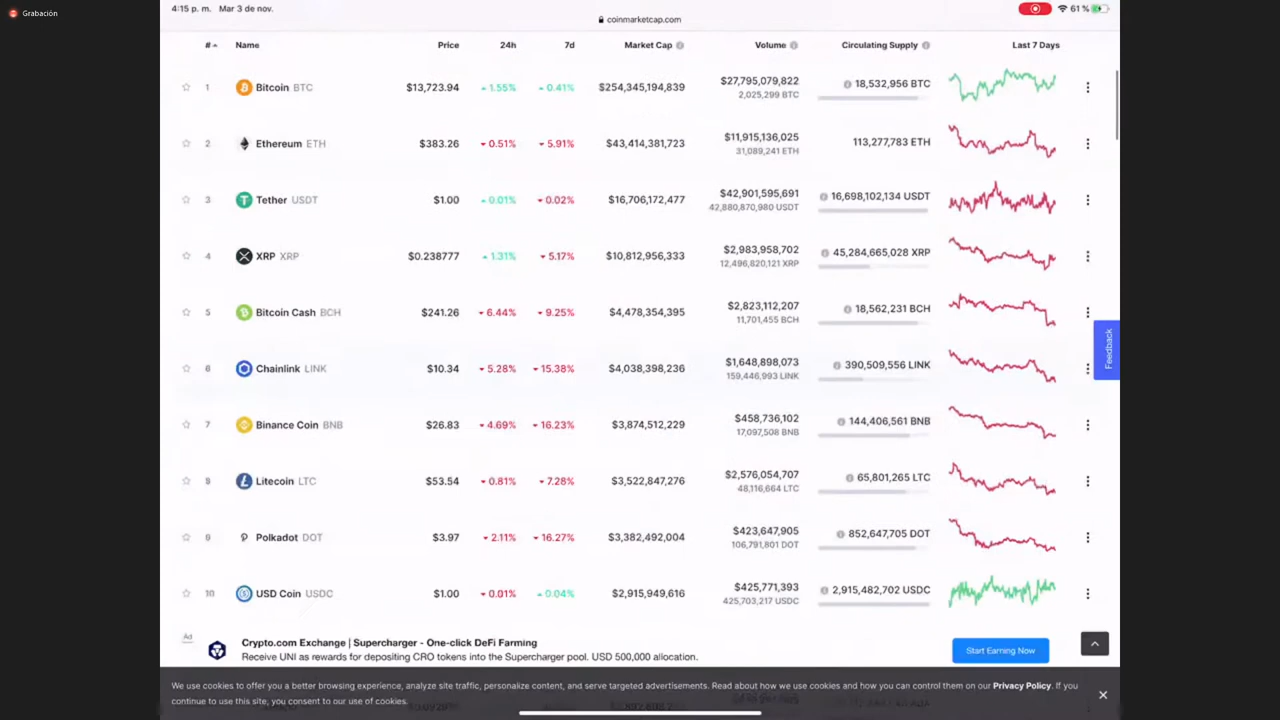 Grabación
4:15 p. m. Mar 3 de nov.
61 %
coinmarketcap.com
# Name Price 24h 7d Market Cap Volume Circulating Supply Last 7 Days
1 Bitcoin BTC $13,723.94 1.55% 0.41% $254,345,194,839 $27,795,079,822 18,532,956 BTC
2,025,299 BTC
2 Ethereum ETH $383.26 0.51% 5.91% $43,414,381,723 $11,915,136,025 113,277,783 ETH
31,089,241 ETH
3 Tether USDT $1.00 0.01% 0.02% $16,706,172,477 $42,901,595,691 16,698,102,134 USDT
42,880,870,980 USDT
4 XRP XRP $0.238777 1.31% 5.17% $10,812,956,333 $2,983,958,702 45,284,665,028 XRP
12,496,820,121 XRP
5 Bitcoin Cash BCH $241.26 6.44% 9.25% $4,478,354,395 $2,823,112,207 18,562,231 BCH
11,701,455 BCH
Feedback
6 Chainlink LINK $10.34 5.28% 15.38% $4,038,398,236 $1,648,898,073 390,509,556 LINK
159,446,993 LINK
7 Binance Coin BNB $26.83 4.69% 16.23% $3,874,512,229 $458,736,102 144,406,561 BNB
17,097,508 BNB
8 Litecoin LTC $53.54 0.81% 7.28% $3,522,847,276 $2,576,054,707 65,801,265 LTC
48,116,664 LTC
9 Polkadot DOT $3.97 2.11% 16.27% $3,382,492,004 $423,647,905 852,647,705 DOT
106,791,801 DOT
10 USD Coin USDC $1.00 0.01% 0.04% $2,915,949,616 $425,771,393 2,915,482,702 USDC
425,703,217 USDC
Ad
Crypto.com Exchange | Supercharger - One-click DeFi Farming
Receive UNI as rewards for depositing CRO tokens into the Supercharger pool. USD 500,000 allocation.
Start Earning Now
We use cookies to offer you a better browsing experience, analyze site traffic, personalize content, and serve targeted advertisements. Read about how we use cookies and how you can control them on our Privacy Policy. If you
continue to use this site, you consent to our use of cookies.